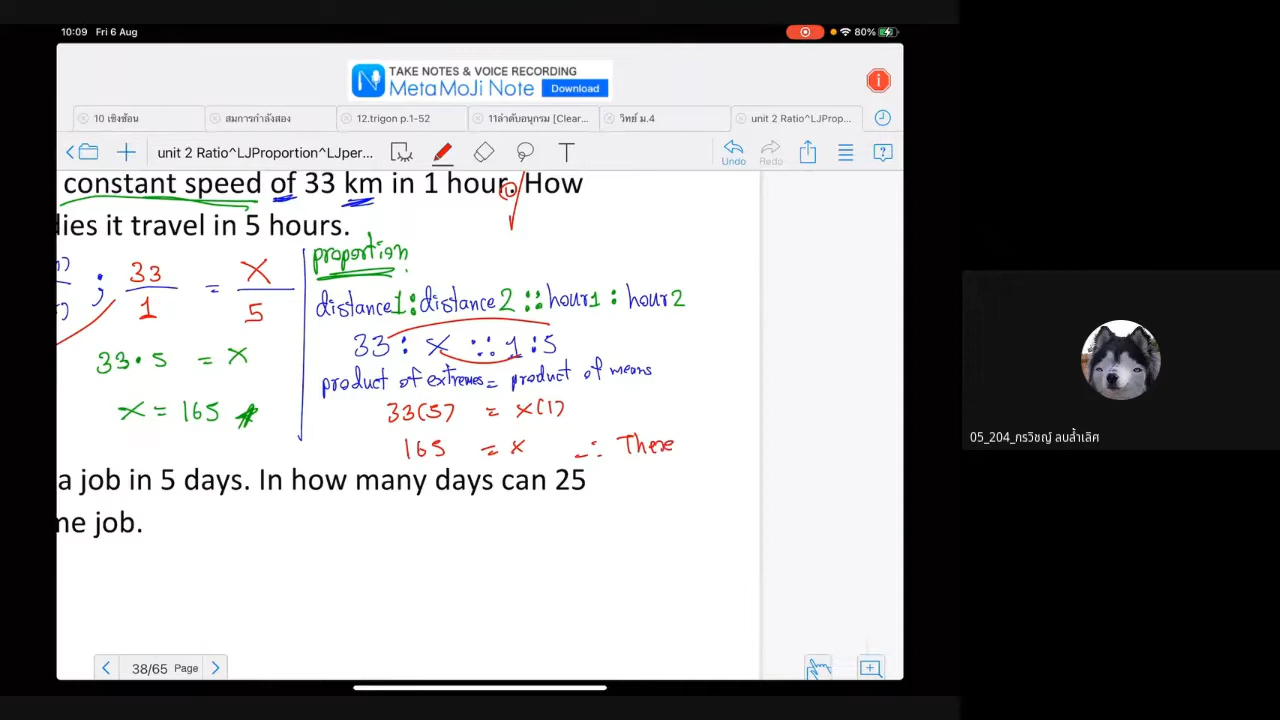 10:09 Fri 6 Aug
80%
TAKE NOTES & VOICE RECORDING
MetaMoJi Note Download
10 เชิงซ้อน
สมการกำลังสอง
12.trigon p.1-52
11ลำดับอนุกรม [Clear...
วิทย์ ม.4
unit 2 Ratio^LJProp...
unit 2 Ratio^LJProportion^LJper...
T
Undo
Redo
constant speed of 33 km in 1 hour. How
dies it travel in 5 hours.
; 33/1 = x/5
33·5 = x
x = 165
proportion
distance1:distance2::hour1:hour2
33 : x :: 1:5
product of extremes = product of means
33(5) = x(1)
165 = x ∴ There
a job in 5 days. In how many days can 25
me job.
38/65 Page
05_204_กรวิชญ์ ลบล้ำเลิศ